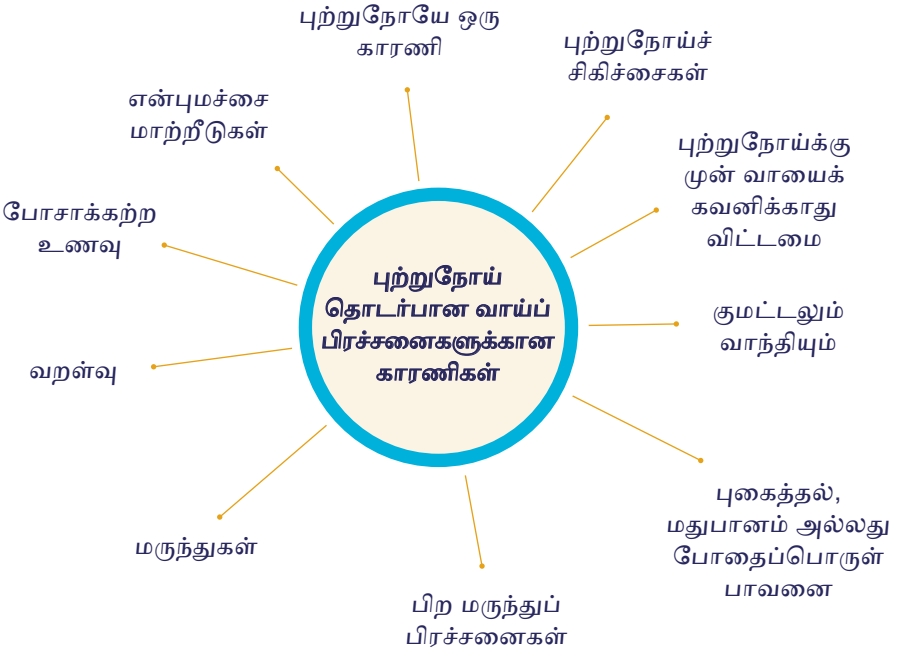 புற்றுநோயே ஒரு
காரணி
புற்றுநோய்ச்
சிகிச்சைகள்
புற்றுநோய்க்கு
முன் வாயைக்
கவனிக்காது
விட்டமை
குமட்டலும்
வாந்தியும்
புகைத்தல்,
மதுபானம் அல்லது
போதைப்பொருள்
பாவனை
பிற மருந்துப்
பிரச்சனைகள்
மருந்துகள்
வறள்வு
போசாக்கற்ற
உணவு
என்புமச்சை
மாற்றீடுகள்
புற்றுநோய்
தொடர்பான வாய்ப்
பிரச்சனைகளுக்கான
காரணிகள்